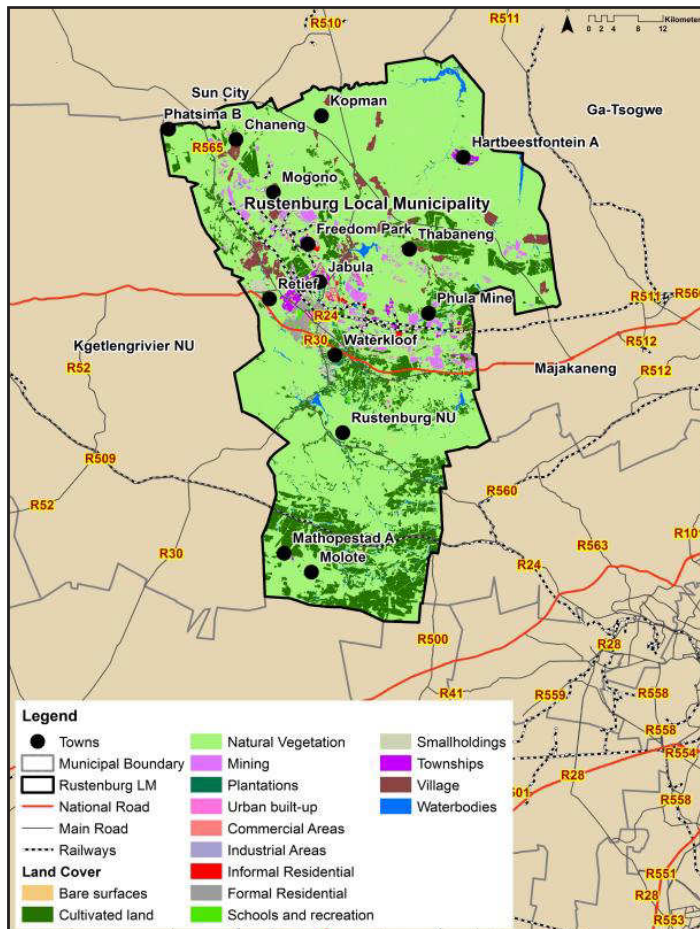 R510
R511
Kilometers
0 2 4 8 12
Sun City
Kopman
Ga-Tsogwe
Phatsima B
Chaneng
Hartbeestfontein A
R565
Mogono
Rustenburg Local Municipality
Freedom Park
Thabaneng
Jabula
Retief
R511
R566
Phula Mine
R24
R30
R512
Waterkloof
Kgetlengrivier NU
R52
Majakaneng
R512
Rustenburg NU
R509
R560
R52
R101
Mathopestad A
R30
R563
Molote
R24
R500
R28
R41
R559
R558
R558
R554
R28
R501
R558
R551
R28
R553
Legend
Towns
Municipal Boundary
Rustenburg LM
National Road
Main Road
Railways
Land Cover
Bare surfaces
Cultivated land
Natural Vegetation
Mining
Plantations
Urban built-up
Commercial Areas
Industrial Areas
Informal Residential
Formal Residential
Schools and recreation
Smallholdings
Townships
Village
Waterbodies